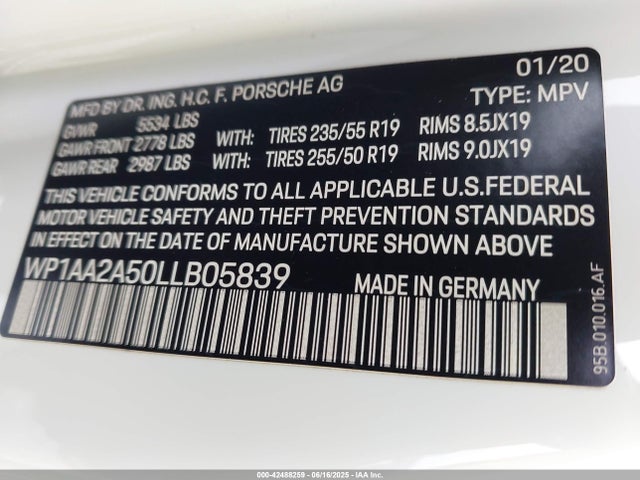 MFD BY DR. ING. H.C. F. PORSCHE AG 01/20
GVWR 5534 LBS TYPE: MPV
GAWR FRONT 2778 LBS WITH: TIRES 235/55 R19 RIMS 8.5JX19
GAWR REAR 2987 LBS WITH: TIRES 255/50 R19 RIMS 9.0JX19
THIS VEHICLE CONFORMS TO ALL APPLICABLE U.S.FEDERAL
MOTOR VEHICLE SAFETY AND THEFT PREVENTION STANDARDS
IN EFFECT ON THE DATE OF MANUFACTURE SHOWN ABOVE
WP1AA2A50LLB05839 MADE IN GERMANY
95B.010.016.AF
000-42488259 - 06/16/2025 - IAA Inc.